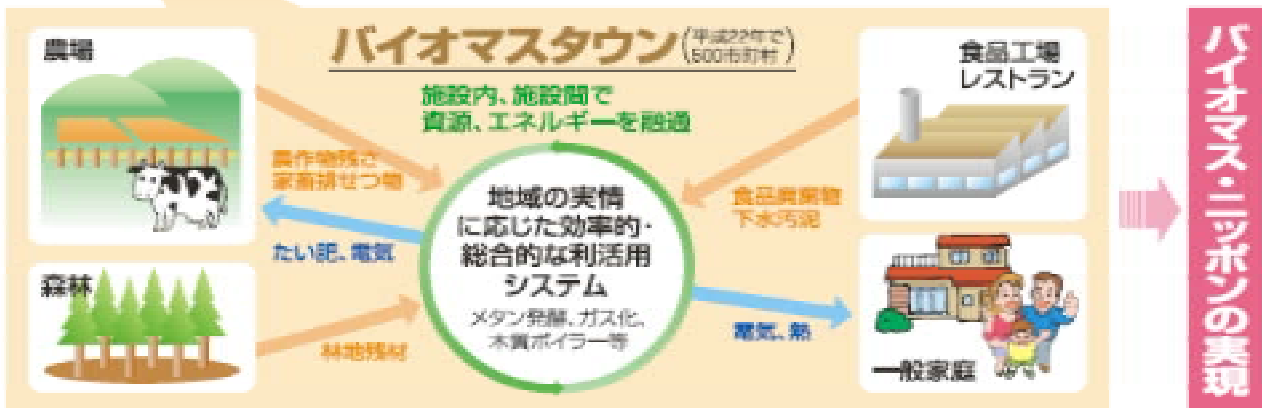 農場
バイオマスタウン(平成22年で
500市町村)
施設内、施設間で
資源、エネルギーを融通
食品工場
レストラン
農作物残さ
家畜排せつ物
食品廃棄物
下水汚泥
地域の実情
に応じた効率的・
総合的な利活用
システム
メタン発酵、ガス化、
木質ボイラー等
たい肥、電気
森林
林地残材
電気、熱
一般家庭
バイオマス・ニッポンの実現